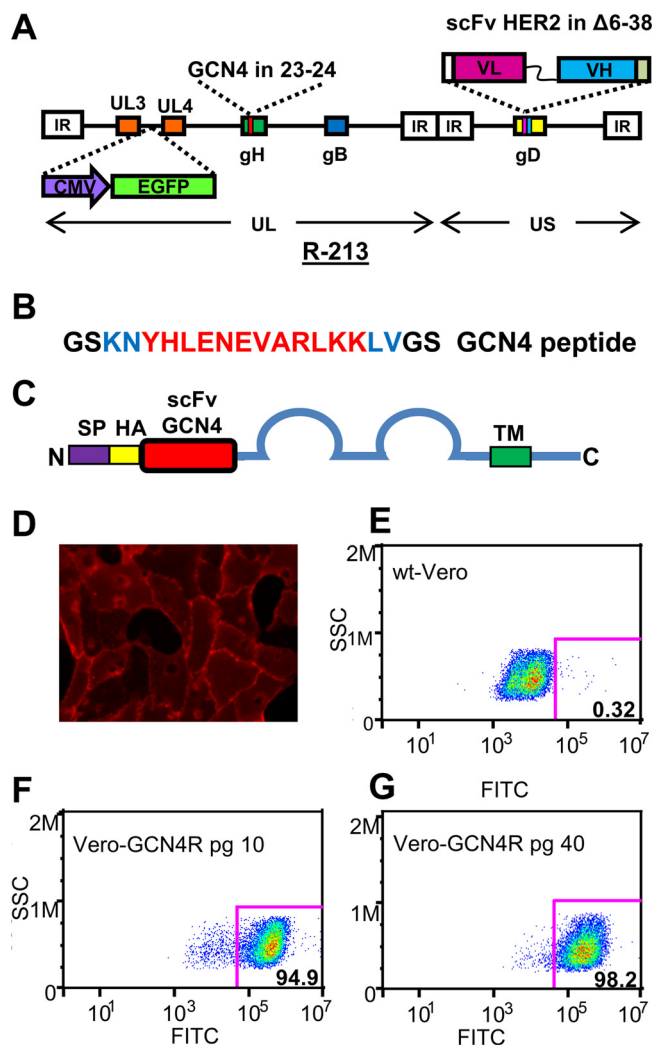 A
scFv HER2 in Δ6-38
GCN4 in 23-24
VL
VH
IR
UL3
UL4
IR
IR
IR
gH
gB
gD
CMV
EGFP
UL
US
R-213
B
GSKNYHLENEVARLKKLVGS GCN4 peptide
C
scFv
GCN4
SP
HA
TM
N
C
D
E
2M
wt-Vero
SSC
1M
0
0.32
10¹ 10³ 10⁵ 10⁷
FITC
F
2M
Vero-GCN4R pg 10
SSC
1M
0
94.9
10¹ 10³ 10⁵ 10⁷
FITC
G
2M
Vero-GCN4R pg 40
1M
0
98.2
10¹ 10³ 10⁵ 10⁷
FITC